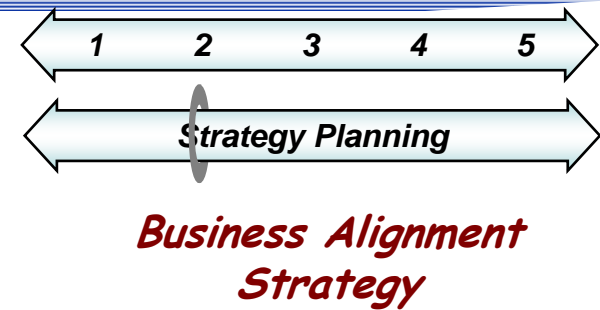 1 2 3 4 5
Strategy Planning
Business Alignment
Strategy